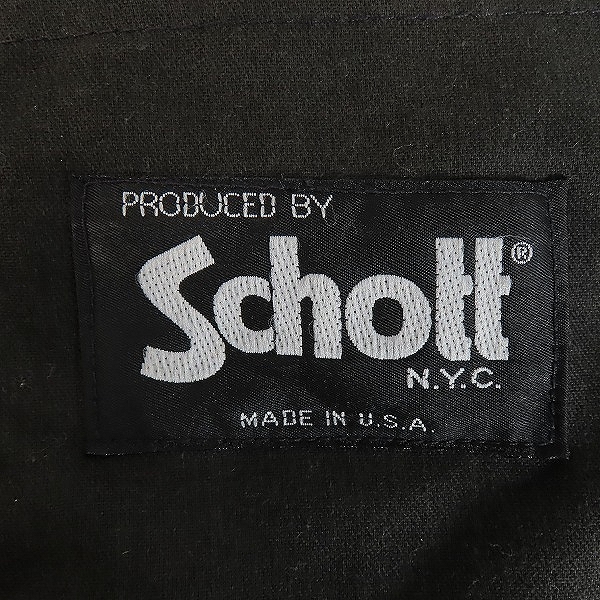 PRODUCED BY
Schott®
N.Y.C.
MADE IN U.S.A.